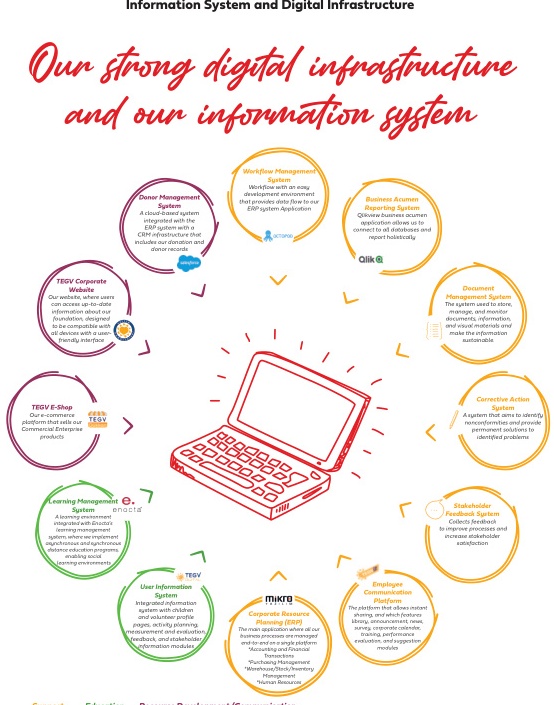 Information System and Digital Infrastructure
Our strong digital infrastructure
and our information system
Workflow Management
System
Workflow with an easy
development environment
that provides data flow to our
ERP system Application
OCTOPOD
Donor Management
System
A cloud-based system
integrated with the
ERP system with a
CRM infrastructure that
includes our donation and
donor records
salesforce
Business Acumen
Reporting System
Qlikview business acumen
application allows us to
connect to all databases and
report holistically
Qlik
TEGV Corporate
Website
Our website, where users
can access up-to-date
information about our
foundation, designed
to be compatible with
all devices with a user-
friendly interface
Document
Management System
The system used to store,
manage, and monitor
documents, information,
and visual materials and
make the information
sustainable
TEGV E-Shop
Our e-commerce
platform that sells our
Commercial Enterprise
products
TEGV
Corrective Action
System
A system that aims to identify
nonconformities and provide
permanent solutions to
identified problems
Learning Management
System
A learning environment
integrated with Enocta's
learning management
system, where we implement
asynchronous and synchronous
distance education programs,
enabling social
learning environments
e.
enocta
Stakeholder
Feedback System
Collects feedback
to improve processes and
increase stakeholder
satisfaction
User Information
System
Integrated information
system with children
and volunteer profile
pages, activity planning,
measurement and evaluation,
feedback, and stakeholder
information modules
TEGV
MİKRO
YAZILIM
Corporate Resource
Planning (ERP)
The main application where all our
business processes are managed
end-to-end on a single platform
*Accounting and Financial
Transactions
*Purchasing Management
*Warehouse/Stock/Inventory
Management
*Human Resources
Employee
Communication
Platform
The platform that allows instant
sharing, and which features
library, announcement, news,
survey, corporate calendar,
training, performance
evaluation, and suggestion
modules
Support Education Resource Development/Communication